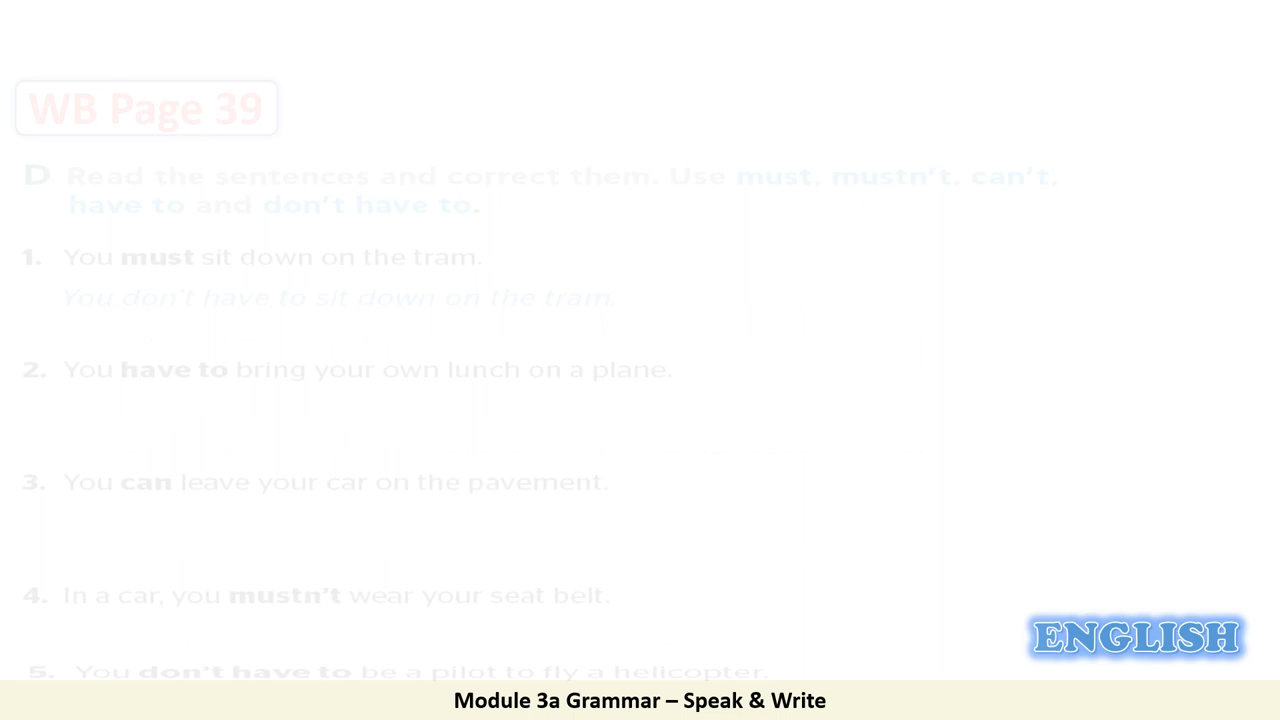 WB Page 39
D Read the sentences and correct them. Use must, mustn't, can't,
have to and don't have to.
1. You must sit down on the tram.
You don't have to sit down on the tram.
2. You have to bring your own lunch on a plane.
3. You can leave your car on the pavement.
4. In a car, you mustn't wear your seat belt.
ENGLISH
5. You don't have to be a pilot to fly a helicopter.
Module 3a Grammar – Speak & Write